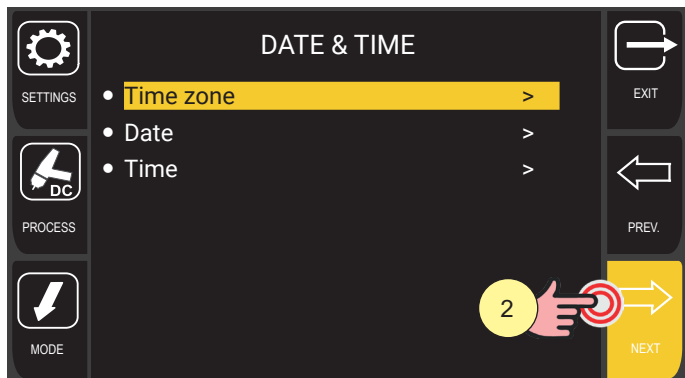 DATE & TIME
SETTINGS
EXIT
• Time zone >
• Date >
• Time >
DC
PROCESS
PREV.
2
MODE
NEXT